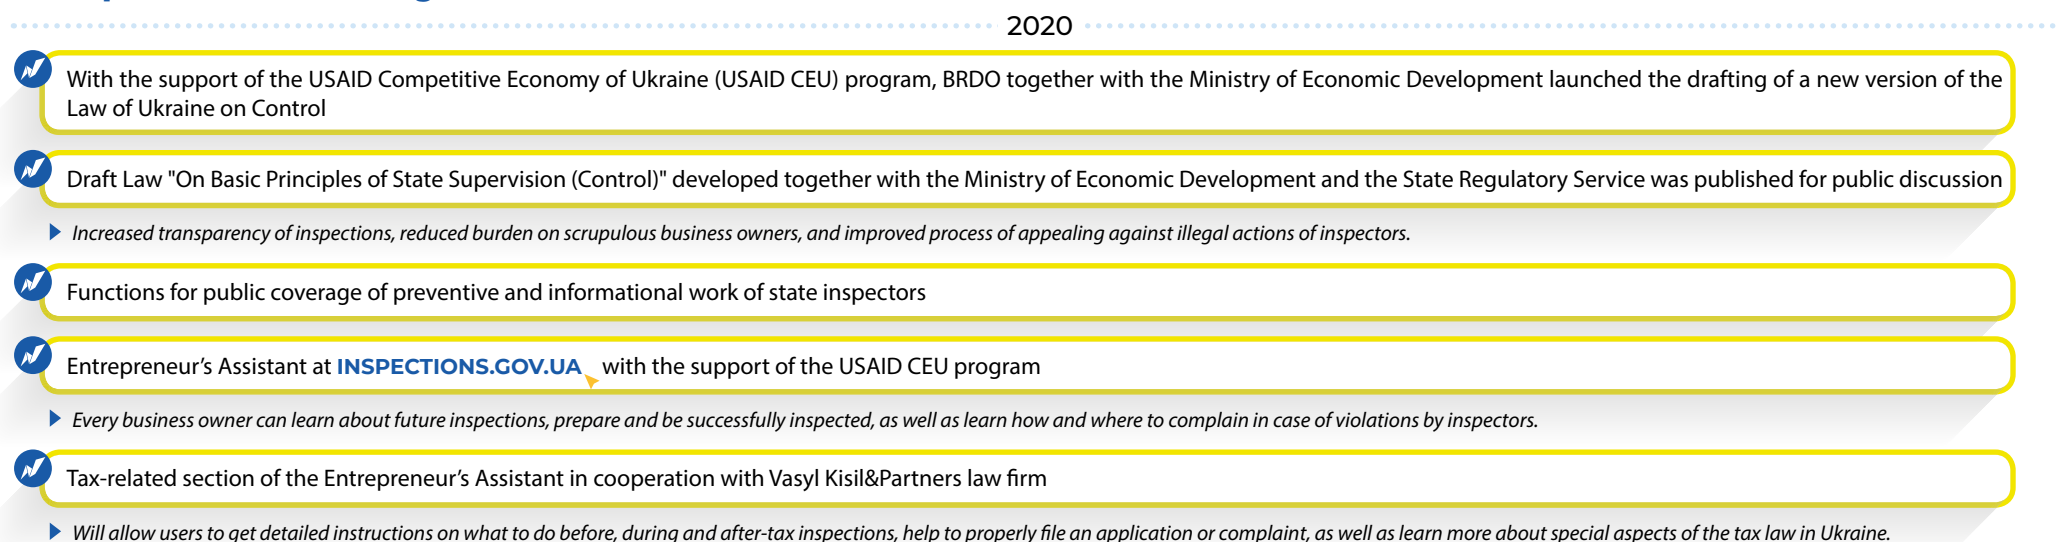 2020
With the support of the USAID Competitive Economy of Ukraine (USAID CEU) program, BRDO together with the Ministry of Economic Development launched the drafting of a new version of the
Law of Ukraine on Control
Draft Law "On Basic Principles of State Supervision (Control)" developed together with the Ministry of Economic Development and the State Regulatory Service was published for public discussion
Increased transparency of inspections, reduced burden on scrupulous business owners, and improved process of appealing against illegal actions of inspectors.
Functions for public coverage of preventive and informational work of state inspectors
Entrepreneur’s Assistant at INSPECTIONS.GOV.UA with the support of the USAID CEU program
Every business owner can learn about future inspections, prepare and be successfully inspected, as well as learn how and where to complain in case of violations by inspectors.
Tax-related section of the Entrepreneur’s Assistant in cooperation with Vasyl Kisil&Partners law firm
Will allow users to get detailed instructions on what to do before, during and after-tax inspections, help to properly file an application or complaint, as well as learn more about special aspects of the tax law in Ukraine.